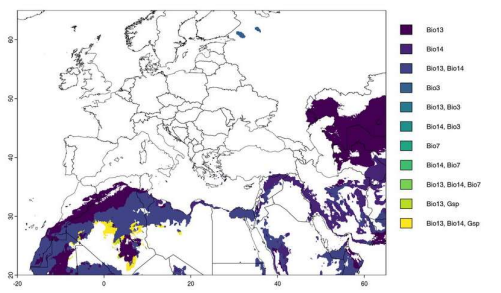 60
50
40
30
20
-20
0
20
40
60
Bio13
Bio14
Bio13, Bio14
Bio3
Bio13, Bio3
Bio14, Bio3
Bio7
Bio14, Bio7
Bio13, Bio14, Bio7
Bio13, Gsp
Bio13, Bio14, Gsp